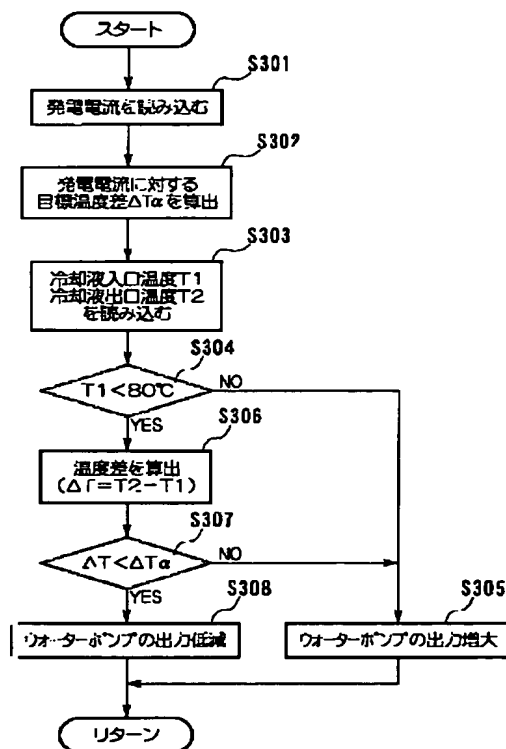 スタート
S301
発電電流を読み込む
S302
発電電流に対する
目標温度差ΔTαを算出
S303
冷却液入口温度T1
冷却液出口温度T2
を読み込む
S304
T1<80℃
NO
YES
S306
温度差を算出
(ΔT=T2-T1)
S307
ΔT<ΔTα
NO
YES
S308
ウォーターポンプの出力低減
S305
ウォーターポンプの出力増大
リターン